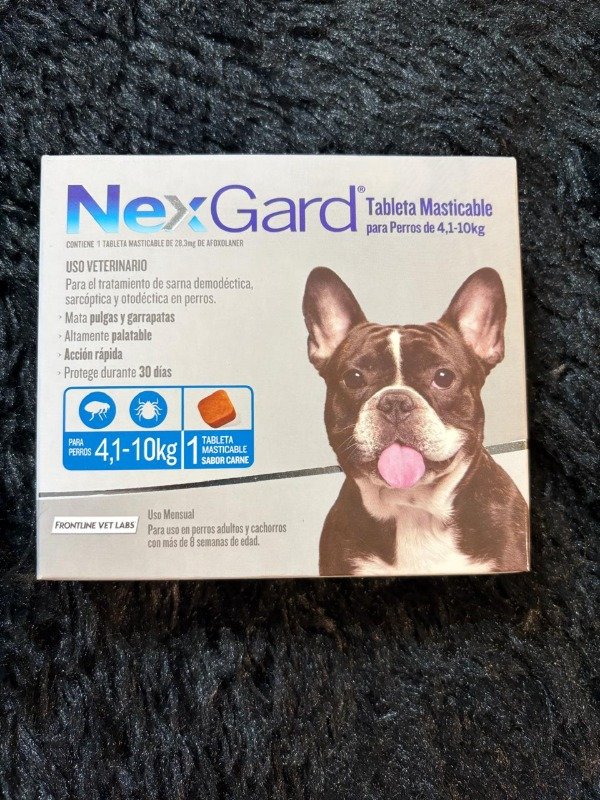 NexGard®
Tableta Masticable
para Perros de 4,1-10kg
CONTIENE 1 TABLETA MASTICABLE DE 28,3mg DE AFOXOLANER
USO VETERINARIO
Para el tratamiento de sarna demodéctica,
sarcóptica y otodéctica en perros.
· Mata pulgas y garrapatas
· Altamente palatable
· Acción rápida
· Protege durante 30 días
PARA
PERROS
4,1-10kg
1
TABLETA
MASTICABLE
SABOR CARNE
FRONTLINE VET LABS
Uso Mensual
Para uso en perros adultos y cachorros
con más de 8 semanas de edad.